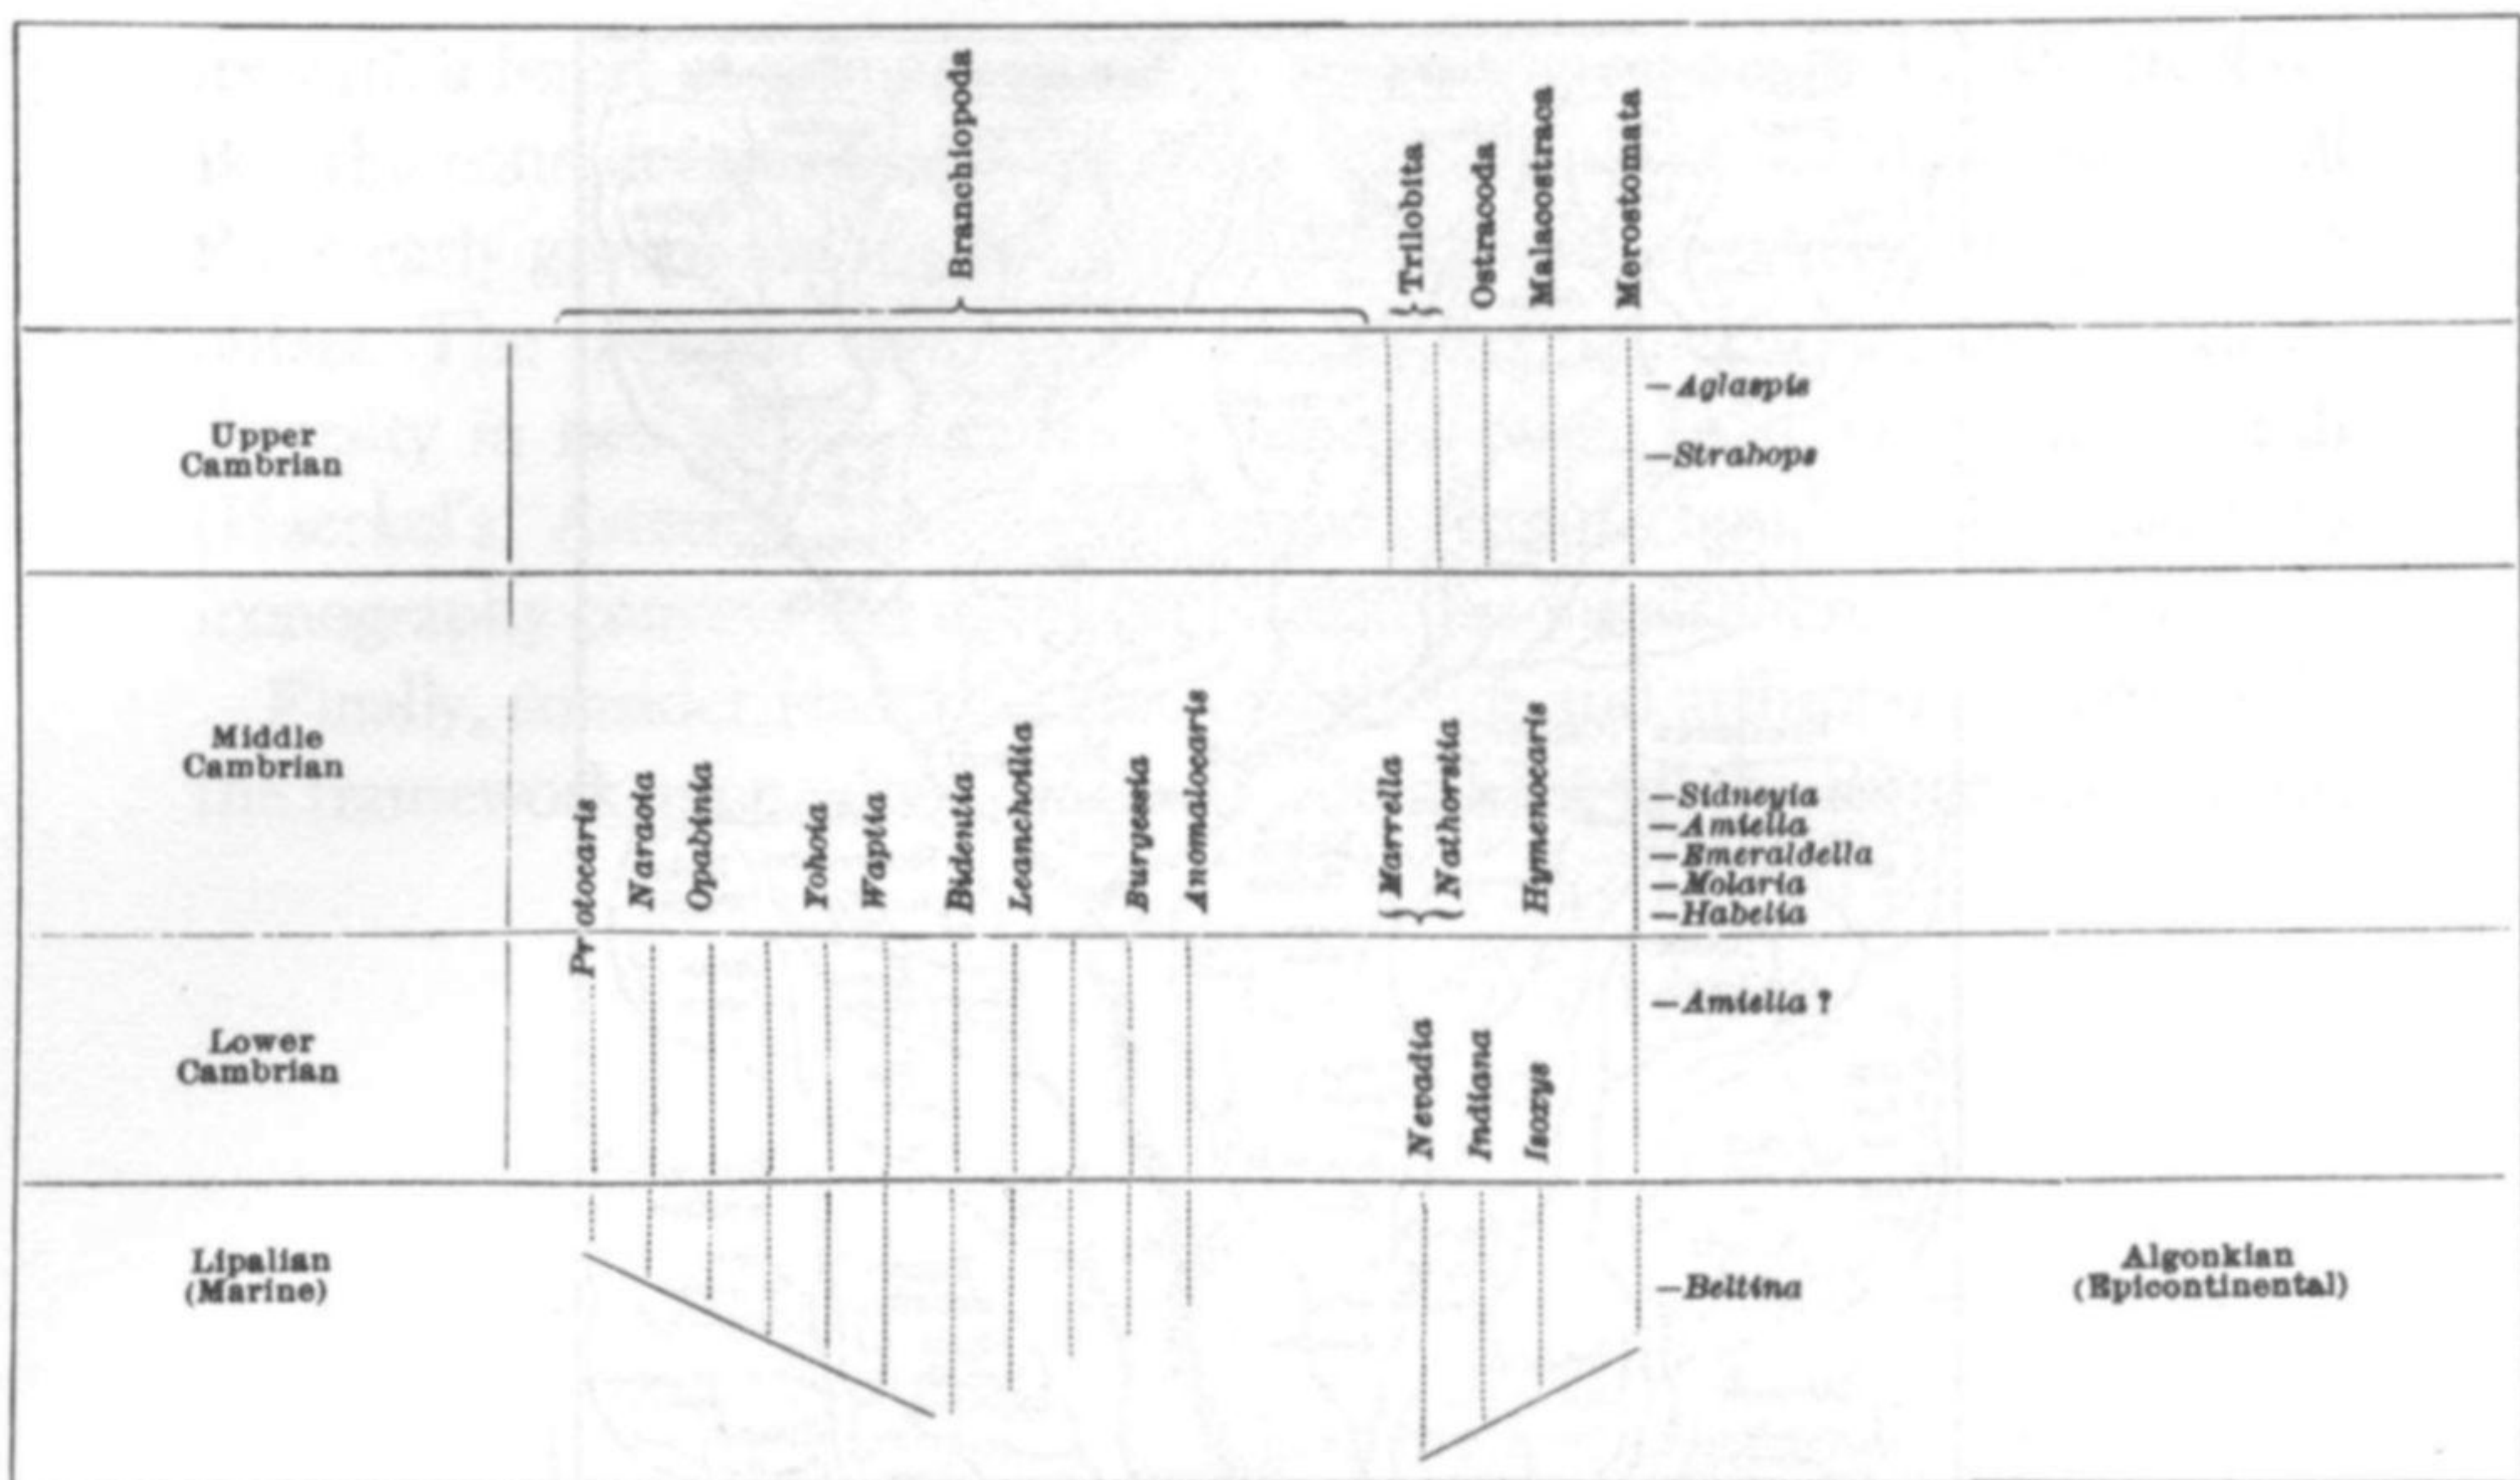 Branchiopoda
Trilobita
Ostracoda
Malacostraca
Merostomata
Upper
Cambrian
—Aglaspis
—Strabops
Middle
Cambrian
Protocaris
Naraoia
Opabinia
Yohoia
Waptia
Bidentia
Leanchoilia
Burgessia
Anomalocaris
Marrella
Nathorstia
Hymenocaris
—Sidneyia
—Amiella
—Emeraldella
—Molaria
—Habelia
Lower
Cambrian
Nevadia
Indiana
Isoxys
—Amiella ?
Lipalian
(Marine)
—Beltina
Algonkian
(Epicontinental)